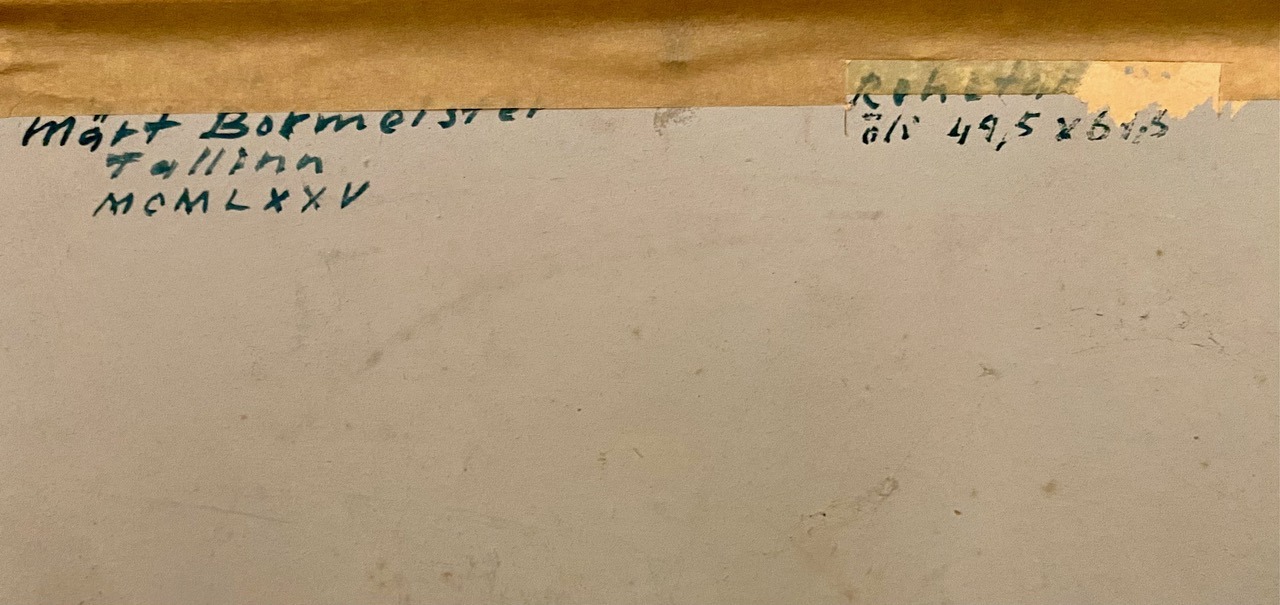 Märt Bormeister
Tallinn
MCMLXXV
õli 49,5 x